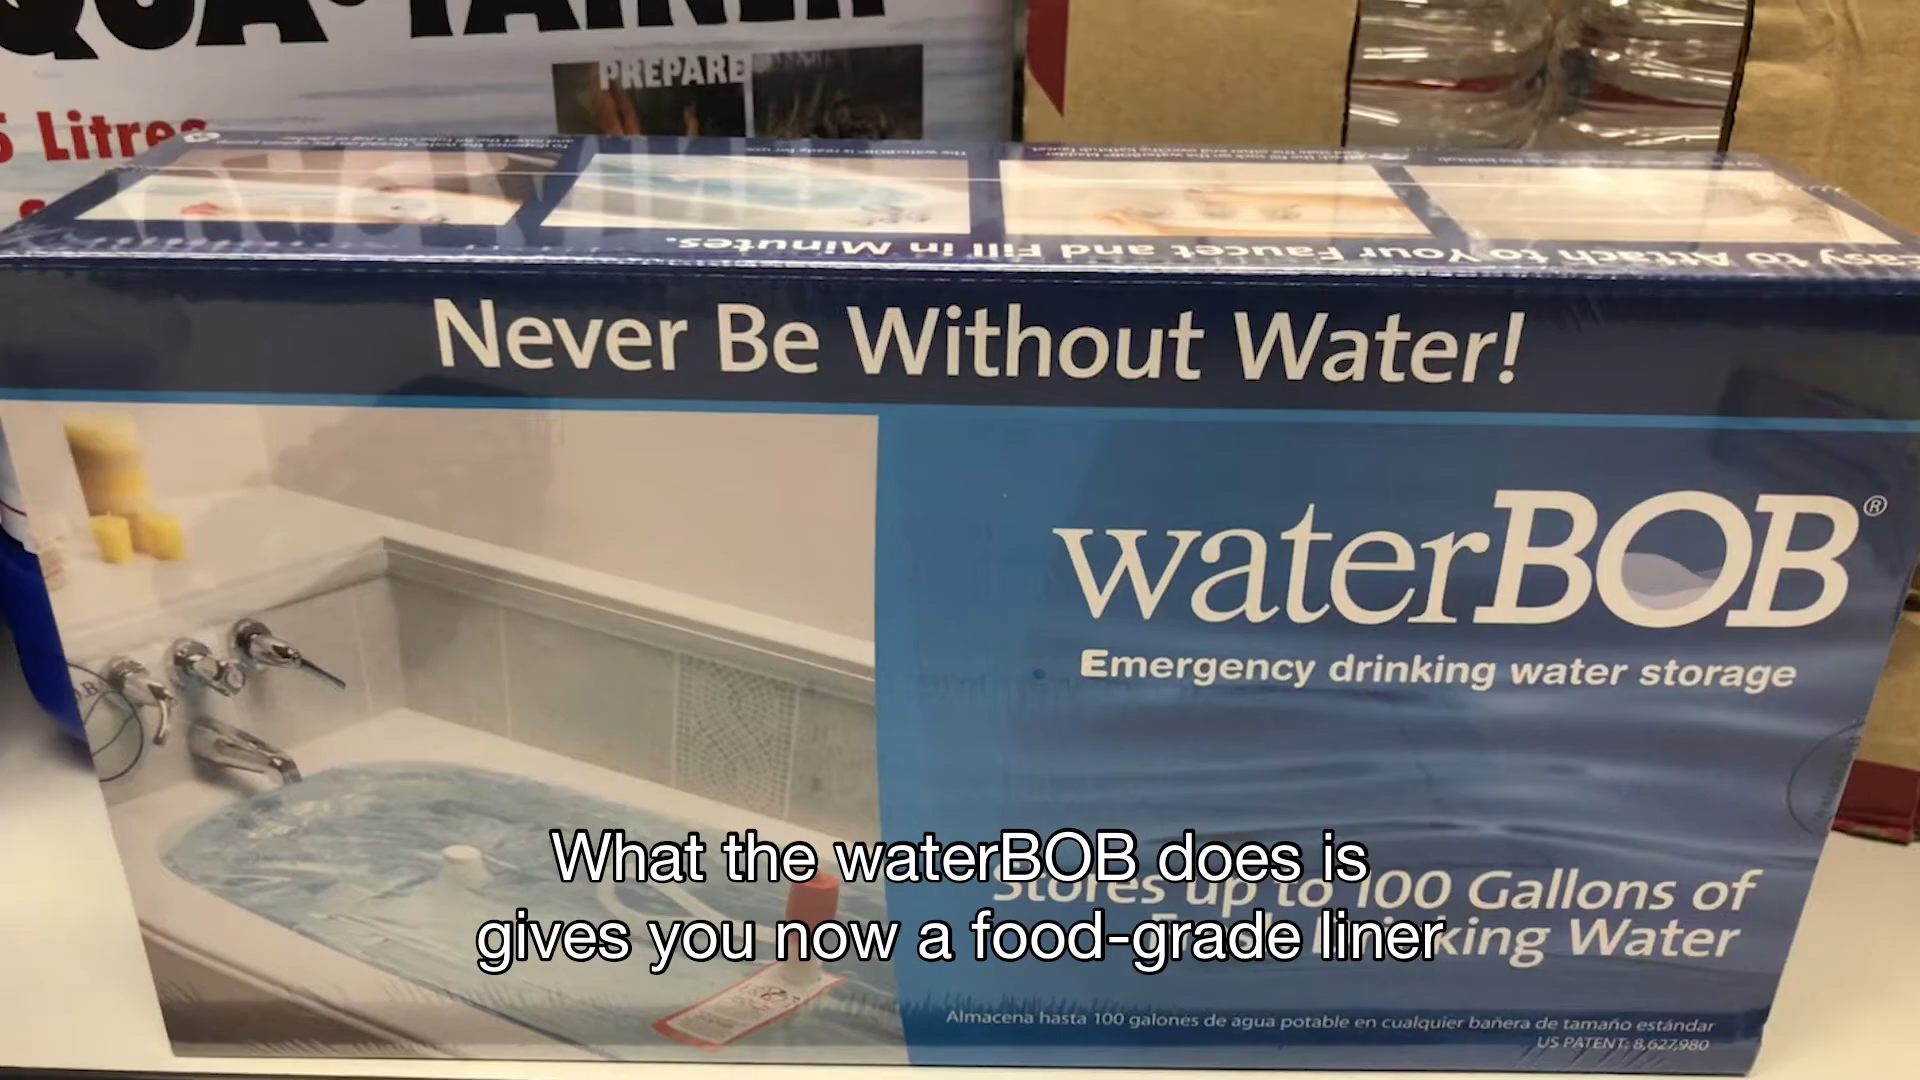 QUA-TAINER
PREPARE
5 Litres
Easy to Attach to Your Faucet and Fill in Minutes.
Never Be Without Water!
waterBOB®
Emergency drinking water storage
Stores up to 100 Gallons of
Drinking Water
What the waterBOB does is
gives you now a food-grade liner
Almacena hasta 100 galones de agua potable en cualquier bañera de tamaño estándar
US PATENT: 8,627,980